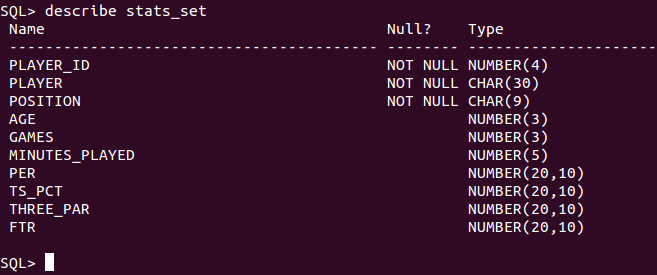 SQL> describe stats_set
Name Null? Type
----------------------------------------- -------- ---------------------
PLAYER_ID NOT NULL NUMBER(4)
PLAYER NOT NULL CHAR(30)
POSITION NOT NULL CHAR(9)
AGE NUMBER(3)
GAMES NUMBER(3)
MINUTES_PLAYED NUMBER(5)
PER NUMBER(20,10)
TS_PCT NUMBER(20,10)
THREE_PAR NUMBER(20,10)
FTR NUMBER(20,10)
SQL>